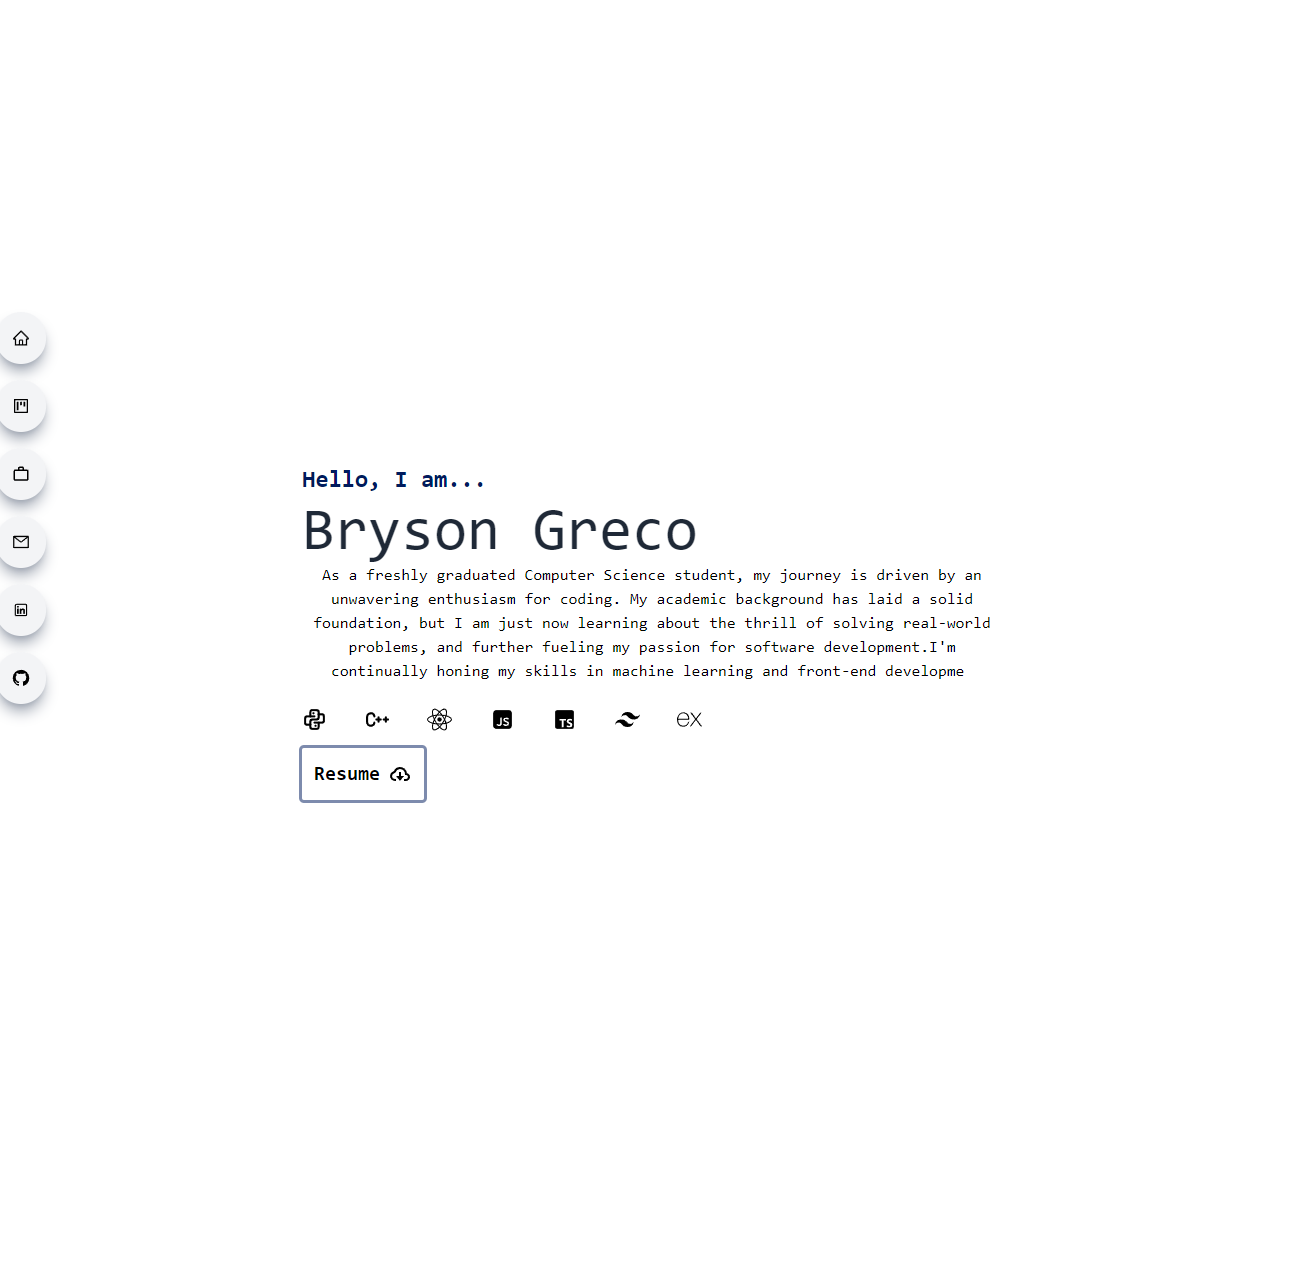 Hello, I am...
Bryson Greco
As a freshly graduated Computer Science student, my journey is driven by an
unwavering enthusiasm for coding. My academic background has laid a solid
foundation, but I am just now learning about the thrill of solving real-world
problems, and further fueling my passion for software development.I'm
continually honing my skills in machine learning and front-end developme
C++ JS TS ex
Resume
in